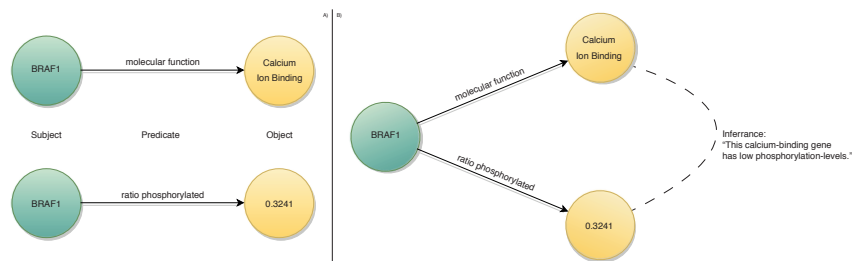 A)
BRAF1
molecular function
Calcium
Ion Binding
Subject
Predicate
Object
BRAF1
ratio phosphorylated
0.3241
B)
Calcium
Ion Binding
molecular function
BRAF1
ratio phosphorylated
0.3241
Inferrance:
“This calcium-binding gene
has low phosphorylation-levels.”